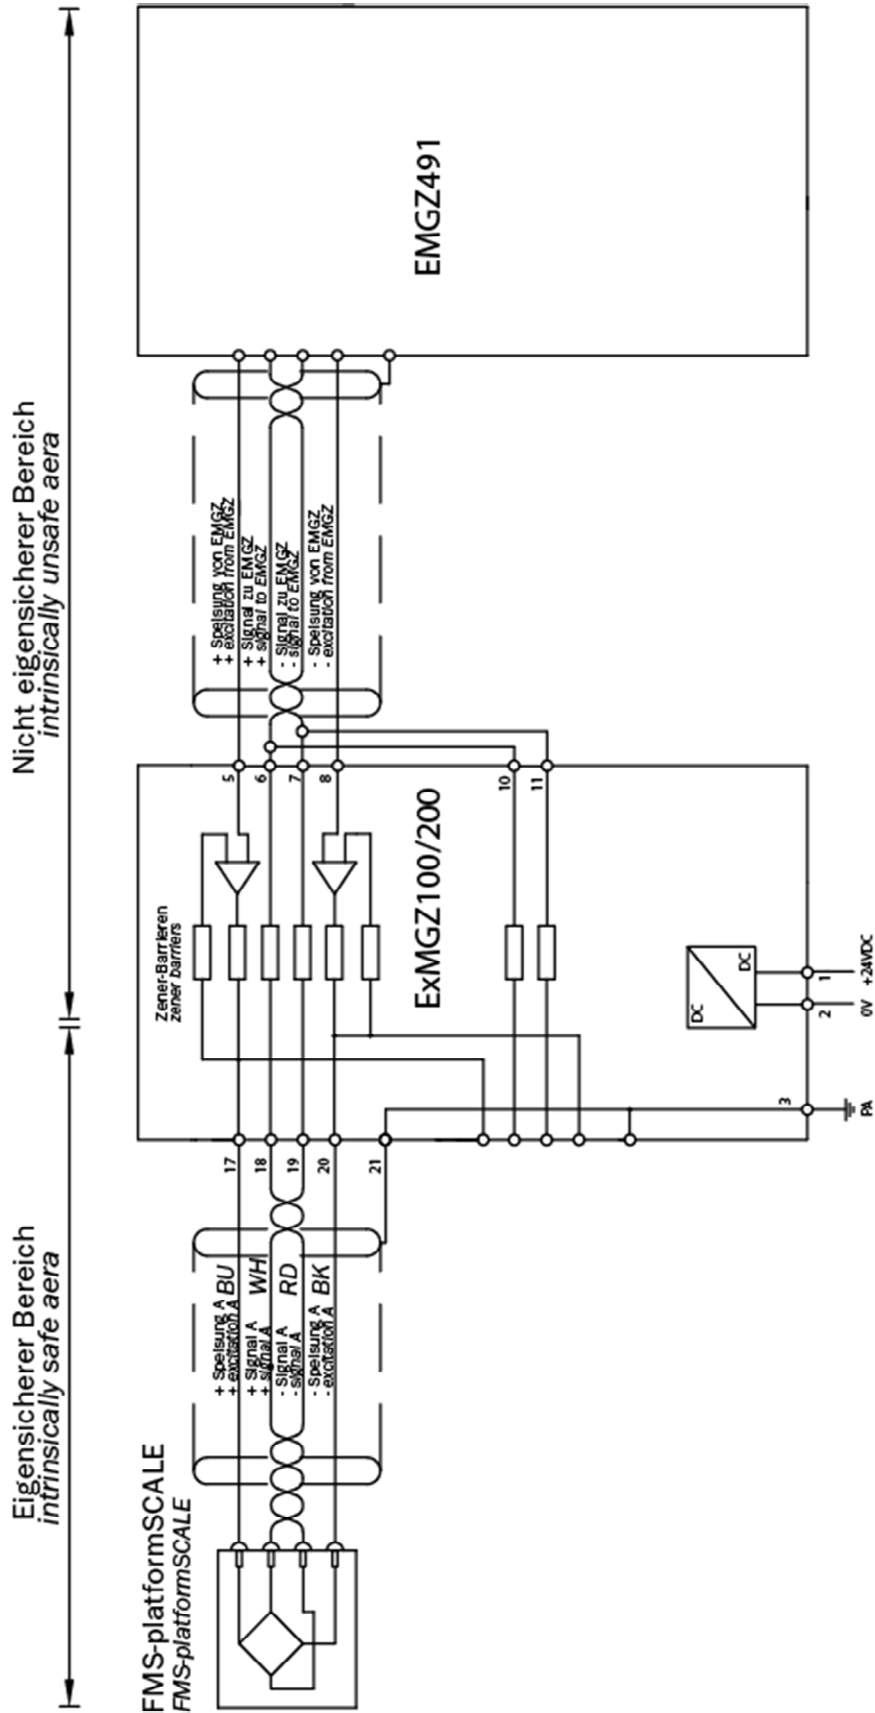 Eigensicherer Bereich
intrinsically safe aera
Nicht eigensicherer Bereich
intrinsically unsafe aera
FMS-platformSCALE
FMS-platformSCALE
+ Speisung A
+ excitation A
BU
+ Signal A
+ signal A
WH
- Signal A
- signal A
RD
- Speisung A
- excitation A
BK
17
18
19
20
21
Zener-Barrieren
zener barriers
ExMGZ100/200
5
6
7
8
10
11
DC
DC
1
+24VDC
2
0V
3
PA
+ Speisung von EMGZ
+ excitation from EMGZ
+ Signal zu EMGZ
+ signal to EMGZ
- Signal zu EMGZ
- signal to EMGZ
- Speisung von EMGZ
- excitation from EMGZ
EMGZ491